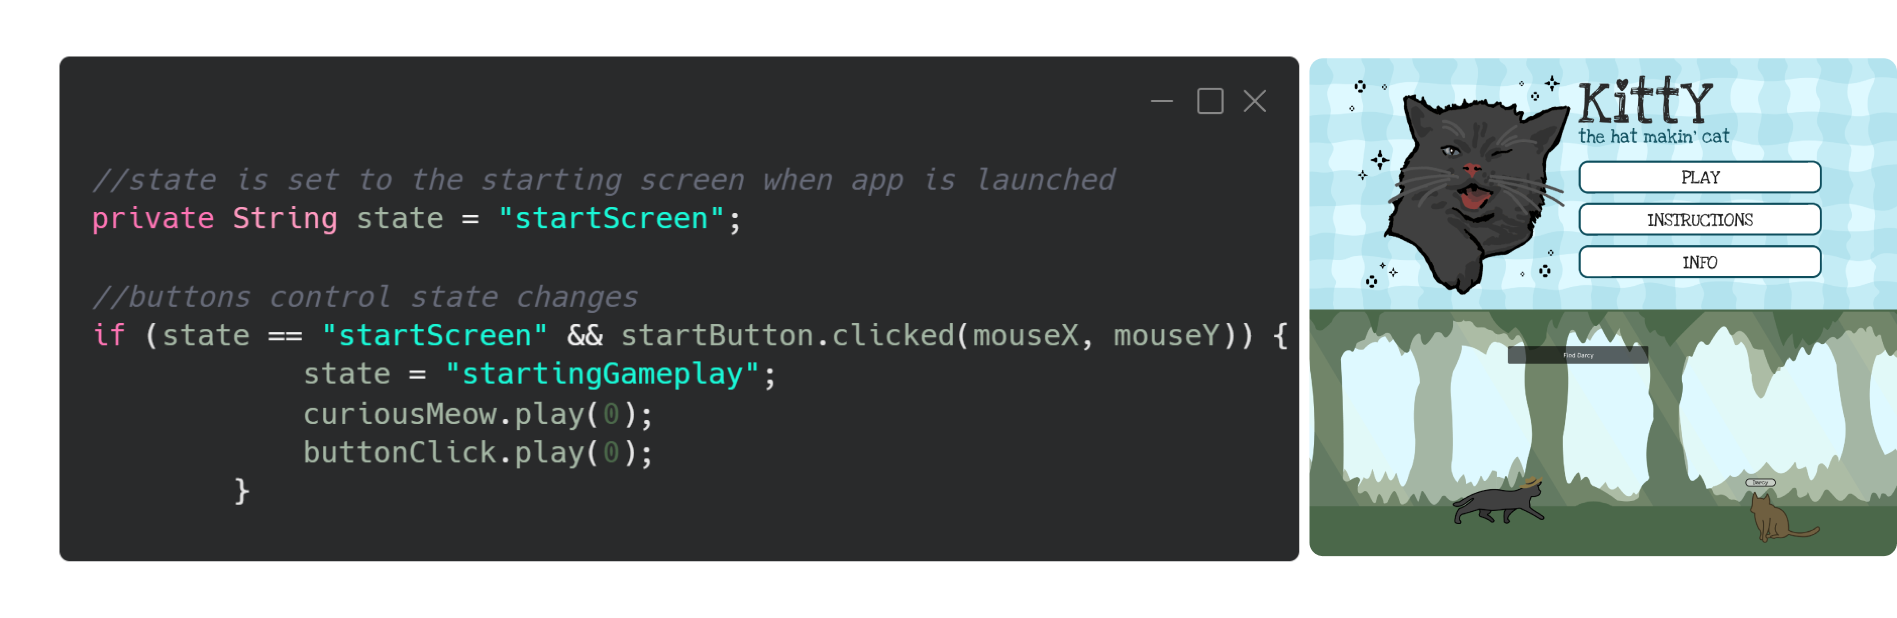 //state is set to the starting screen when app is launched
private String state = "startScreen";
//buttons control state changes
if (state == "startScreen" && startButton.clicked(mouseX, mouseY)) {
state = "startingGameplay";
curiousMeow.play(0);
buttonClick.play(0);
}
KittY
the hat makin' cat
PLAY
INSTRUCTIONS
INFO
Find Darcy
Darcy